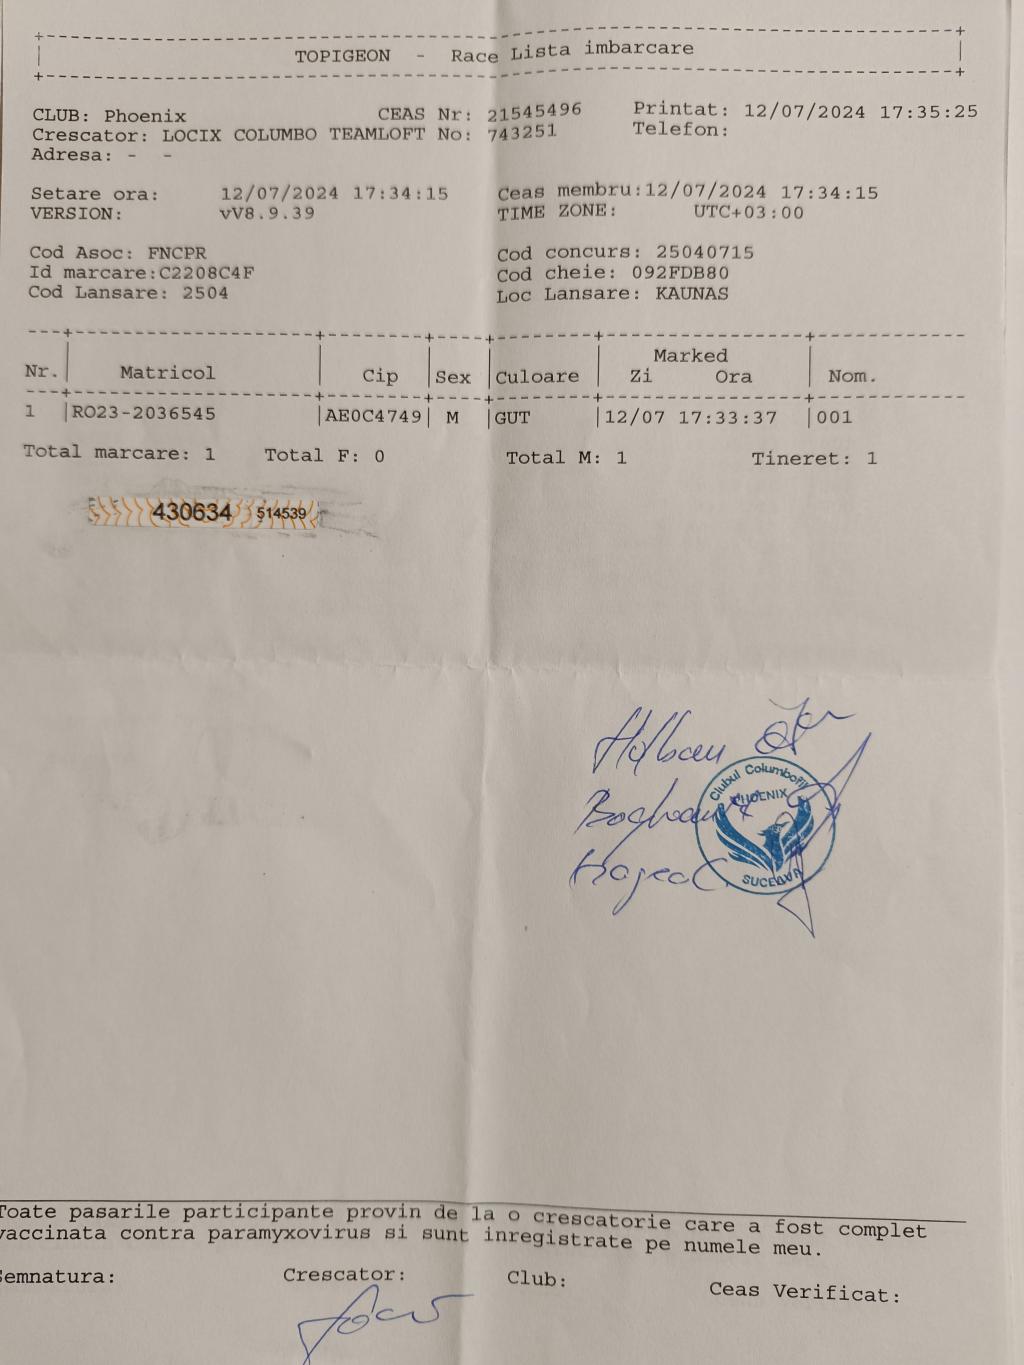 TOPIGEON - Race Lista imbarcare
CLUB: Phoenix CEAS Nr: 21545496 Printat: 12/07/2024 17:35:25
Crescator: LOCIX COLUMBO TEAMLOFT No: 743251 Telefon:
Adresa: - -
Setare ora: 12/07/2024 17:34:15 Ceas membru:12/07/2024 17:34:15
VERSION: vV8.9.39 TIME ZONE: UTC+03:00
Cod Asoc: FNCPR Cod concurs: 25040715
Id marcare:C2208C4F Cod cheie: 092FDB80
Cod Lansare: 2504 Loc Lansare: KAUNAS
Marked
Nr. Matricol Cip Sex Culoare Zi Ora Nom.
1 RO23-2036545 AE0C4749 M GUT 12/07 17:33:37 001
Total marcare: 1 Total F: 0 Total M: 1 Tineret: 1
430634 514539
Clubul Columbofil
PHOENIX
SUCEAVA
Toate pasarile participante provin de la o crescatorie care a fost complet
vaccinata contra paramyxovirus si sunt inregistrate pe numele meu.
Semnatura: Crescator: Club: Ceas Verificat: